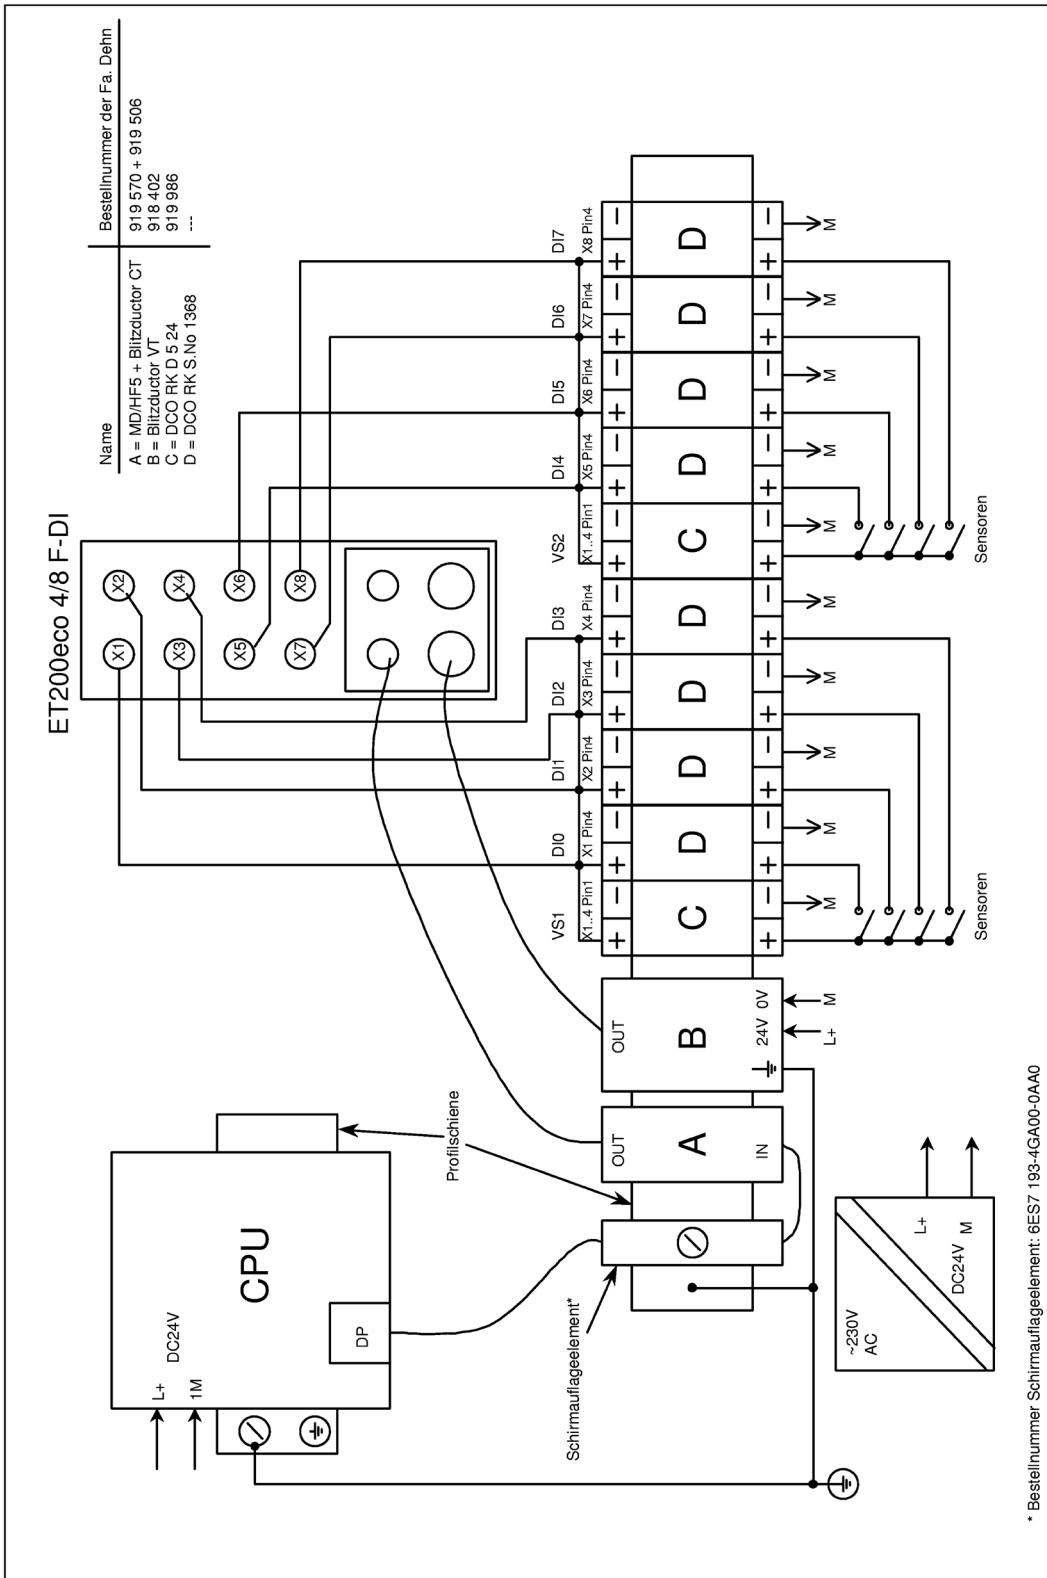 Name
Bestellnummer der Fa. Dehn
A = MD/HF5 + Blitzductor CT
919 570 + 919 506
B = Blitzductor VT
918 402
C = DCO RK D 5 24
919 986
D = DCO RK S.No 1368
---
ET200eco 4/8 F-DI
X1
X2
X3
X4
X5
X6
X7
X8
CPU
L+
DC24V
1M
DP
Profilschiene
Schirmauflageelement*
VS1
DI0
DI1
DI2
DI3
VS2
DI4
DI5
DI6
DI7
X1..4 Pin1
X1 Pin4
X2 Pin4
X3 Pin4
X4 Pin4
X1..4 Pin1
X5 Pin4
X6 Pin4
X7 Pin4
X8 Pin4
+ − + − + − + − + − + − + − + − + − + −
OUT
OUT
A
B
C
D
D
D
D
C
D
D
D
D
IN
24V 0V
+ − + − + − + − + − + − + − + − + − + −
L+
M
M
M
M
M
M
M
M
M
M
M
Sensoren
Sensoren
~230V
AC
L+
DC24V
M
* Bestellnummer Schirmauflageelement: 6ES7 193-4GA00-0AA0